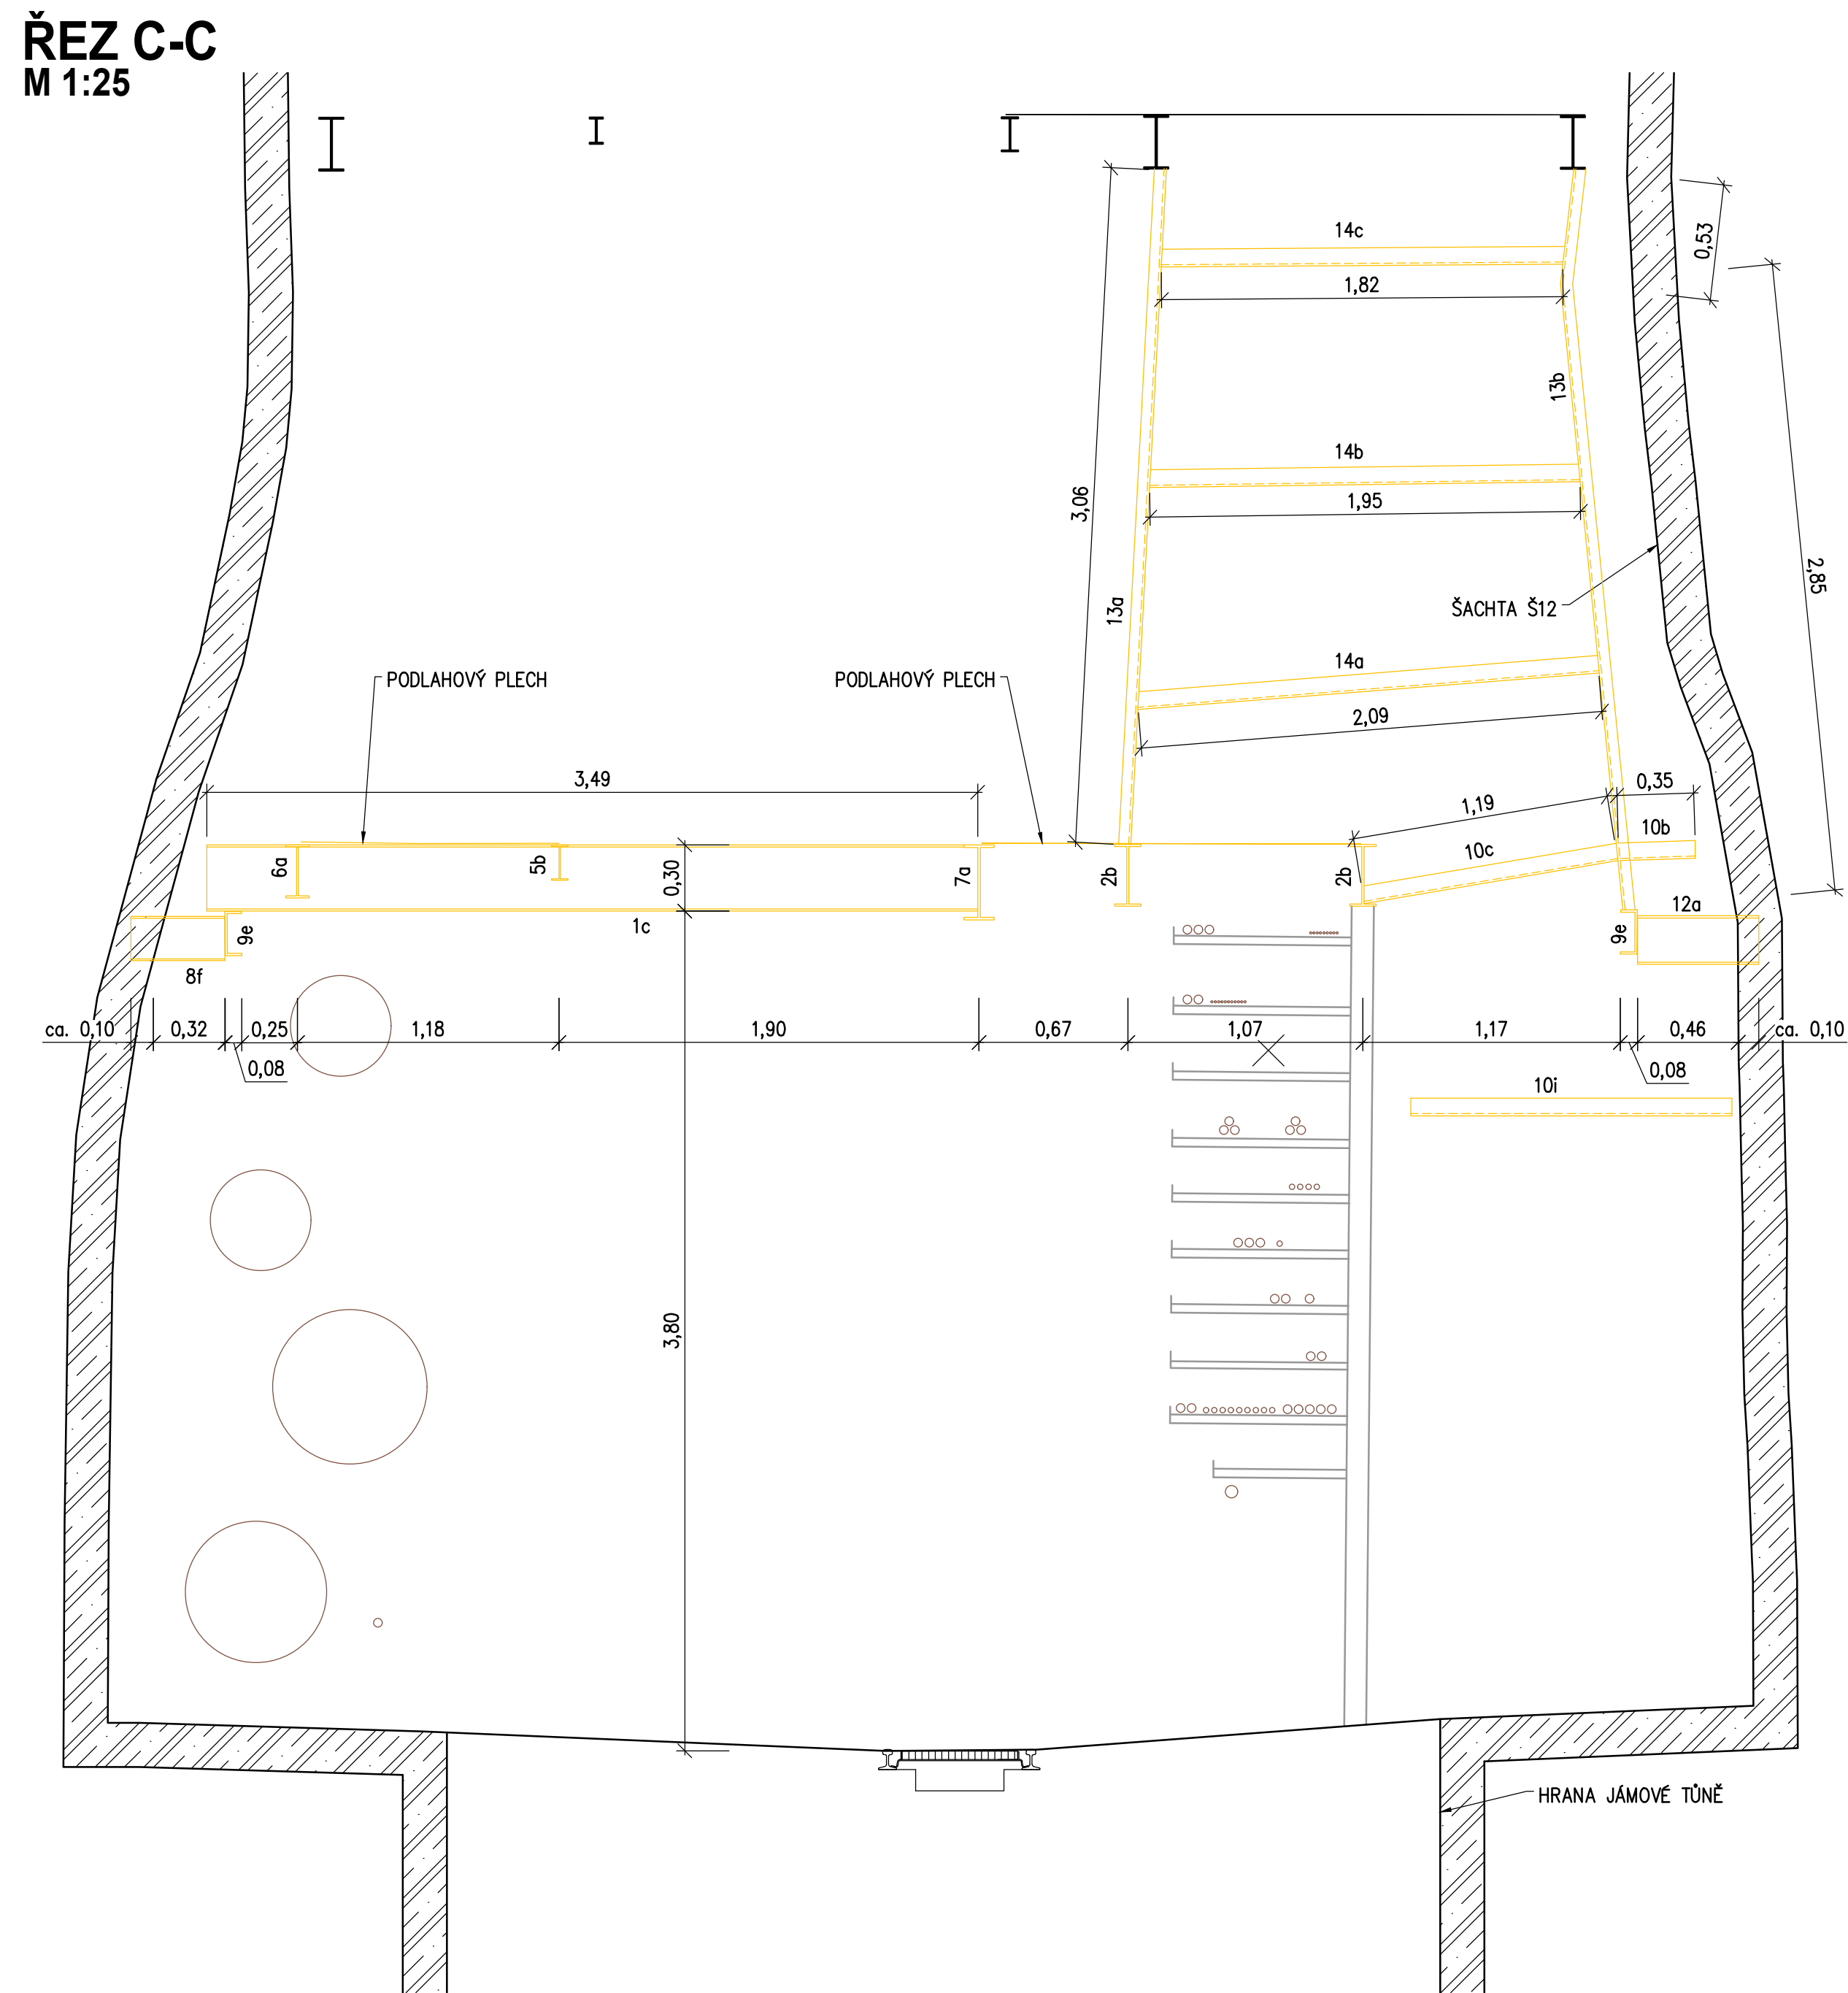 ŘEZ C-C
M 1:25
14c
0,53
1,82
13b
14b
3,06
1,95
2,85
13a
ŠACHTA Š12
14a
PODLAHOVÝ PLECH
PODLAHOVÝ PLECH
2,09
3,49
0,35
1,19
10b
6a
5b
0,30
7a
2b
2b
10c
1c
9e
9e
12a
8f
ca. 0,10
0,32
0,25
1,18
1,90
0,67
1,07
1,17
0,46
ca. 0,10
0,08
0,08
10i
3,80
HRANA JÁMOVÉ TŮNĚ